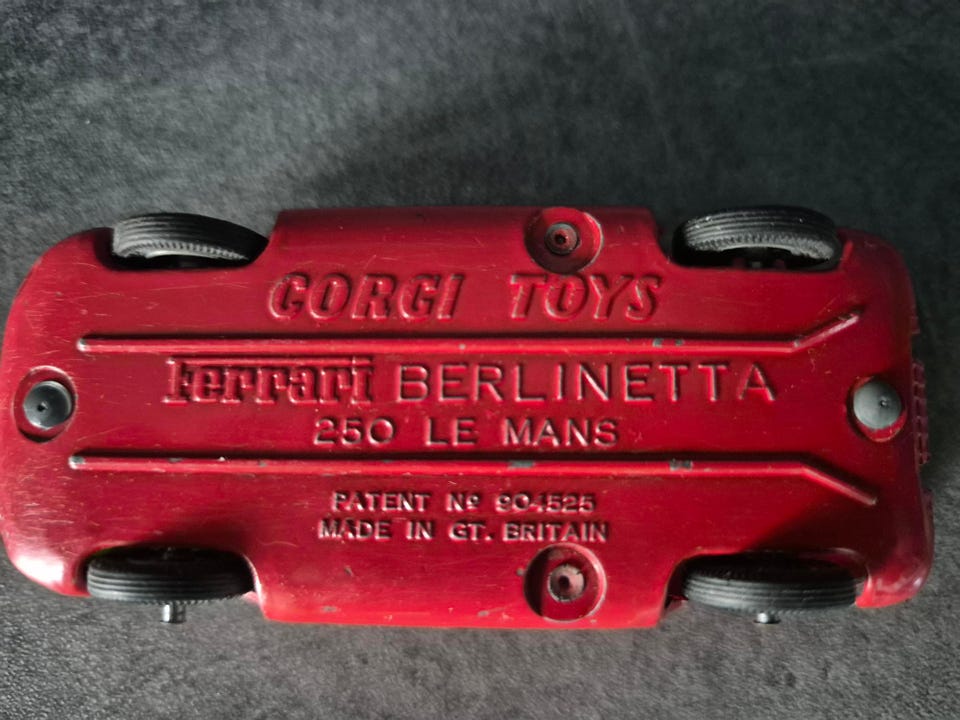 CORGI TOYS
Ferrari BERLINETTA
250 LE MANS
PATENT Nº 904525
MADE IN GT. BRITAIN